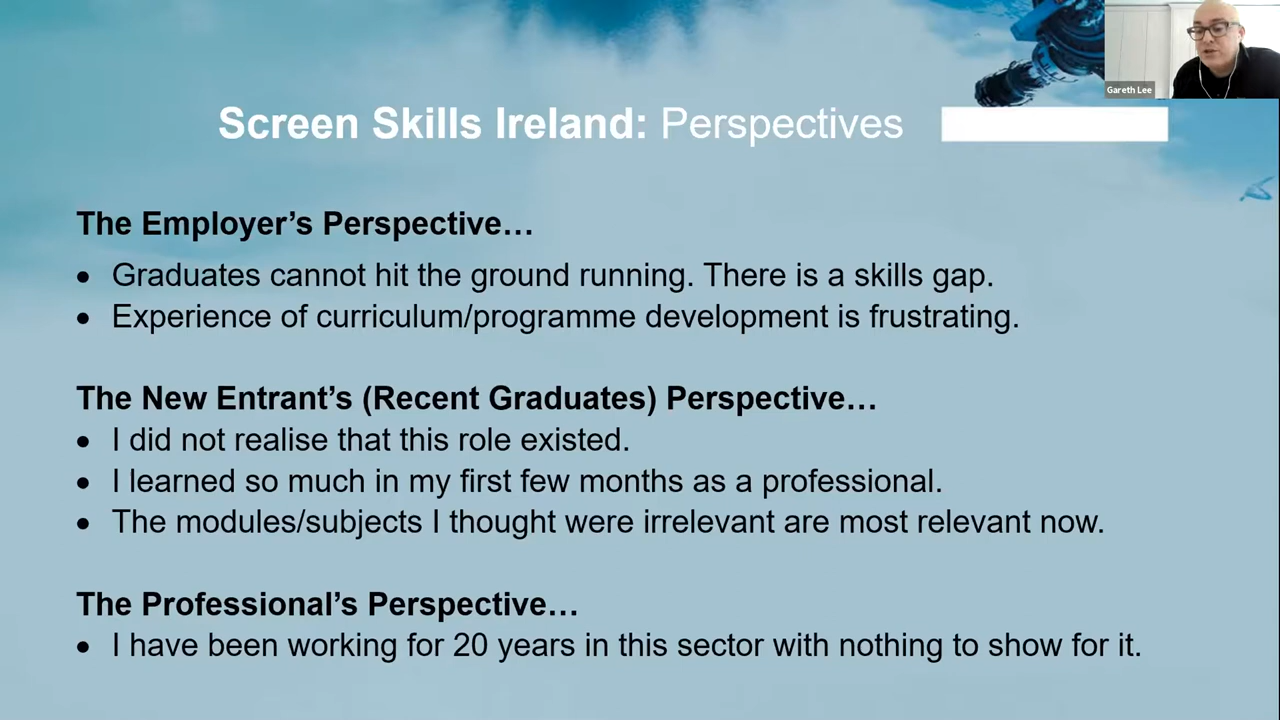 Gareth Lee
Screen Skills Ireland: Perspectives
The Employer’s Perspective…
• Graduates cannot hit the ground running. There is a skills gap.
• Experience of curriculum/programme development is frustrating.
The New Entrant’s (Recent Graduates) Perspective…
• I did not realise that this role existed.
• I learned so much in my first few months as a professional.
• The modules/subjects I thought were irrelevant are most relevant now.
The Professional’s Perspective…
• I have been working for 20 years in this sector with nothing to show for it.